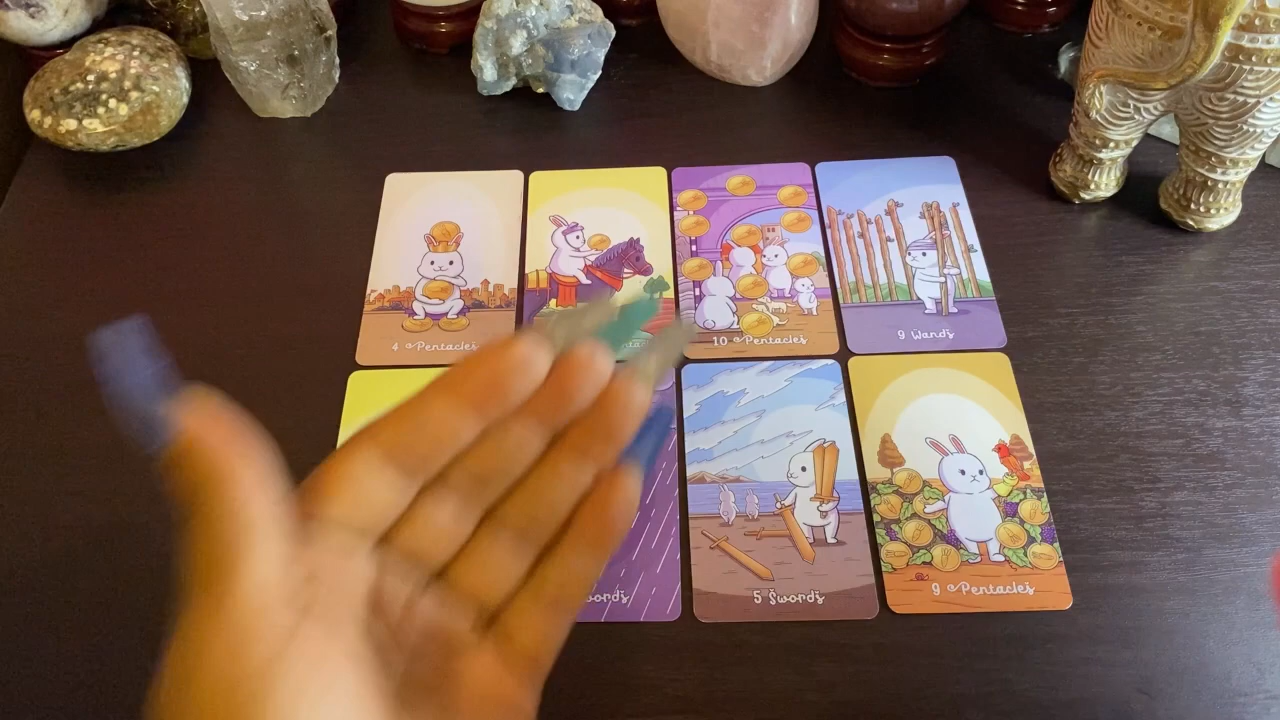 4 Pentacles
10 Pentacles
9 Wands
5 Swords
9 Pentacles